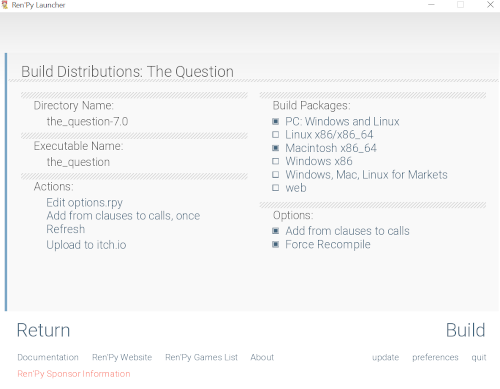 Ren'Py Launcher
Build Distributions: The Question
Directory Name:
the_question-7.0
Executable Name:
the_question
Actions:
Edit options.rpy
Add from clauses to calls, once
Refresh
Upload to itch.io
Build Packages:
PC: Windows and Linux
Linux x86/x86_64
Macintosh x86_64
Windows x86
Windows, Mac, Linux for Markets
web
Options:
Add from clauses to calls
Force Recompile
Return
Build
Documentation Ren'Py Website Ren'Py Games List About update preferences quit
Ren'Py Sponsor Information